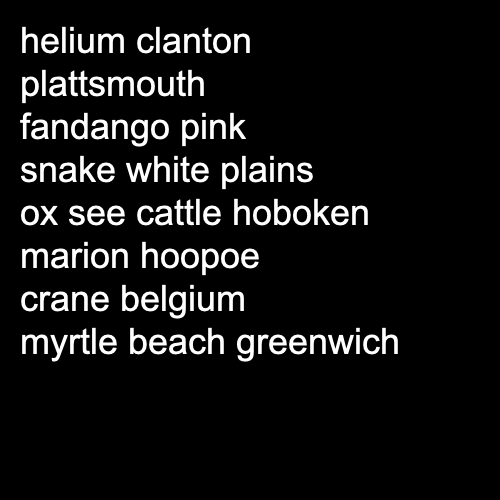 helium clanton
plattsmouth
fandango pink
snake white plains
ox see cattle hoboken
marion hoopoe
crane belgium
myrtle beach greenwich